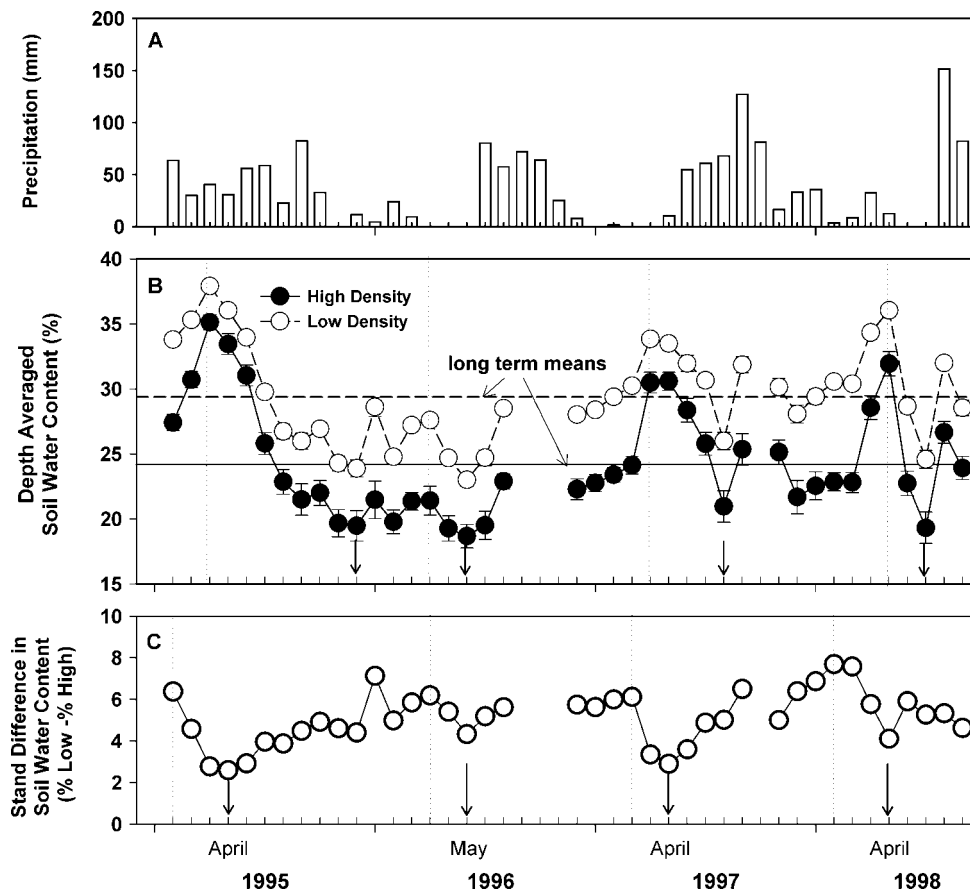 A
Precipitation (mm)
200
150
100
50
0
B
High Density
Low Density
long term means
Depth Averaged
Soil Water Content (%)
40
35
30
25
20
15
C
Stand Difference in
Soil Water Content
(% Low -% High)
10
8
6
4
2
0
April
May
April
April
1995
1996
1997
1998